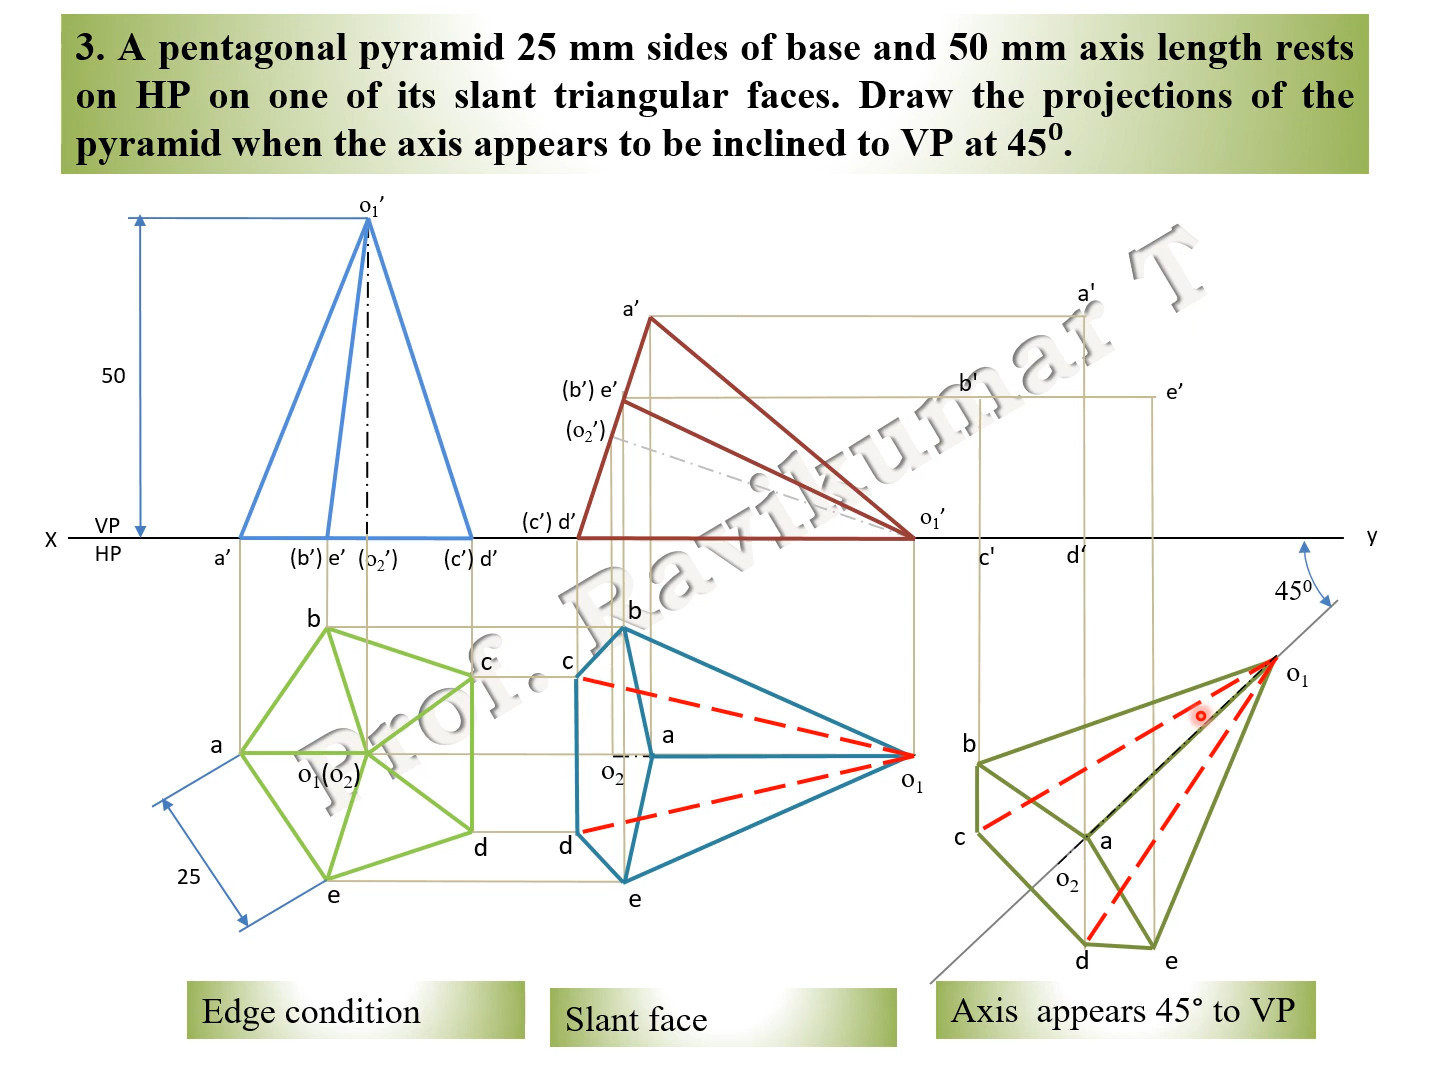 3. A pentagonal pyramid 25 mm sides of base and 50 mm axis length rests
on HP on one of its slant triangular faces. Draw the projections of the
pyramid when the axis appears to be inclined to VP at 45⁰.
o₁’
50
X
VP
HP
a’
(b’) e’
(o₂’)
(c’) d’
a’
(b’) e’
(o₂’)
(c’) d’
o₁’
a'
b'
e’
c'
d‘
y
45⁰
b
c
a
o₁(o₂)
d
e
25
b
c
a
o₂
o₁
d
e
o₁
b
c
a
o₂
d
e
Prof. Ravikumar T
Edge condition
Slant face
Axis appears 45° to VP